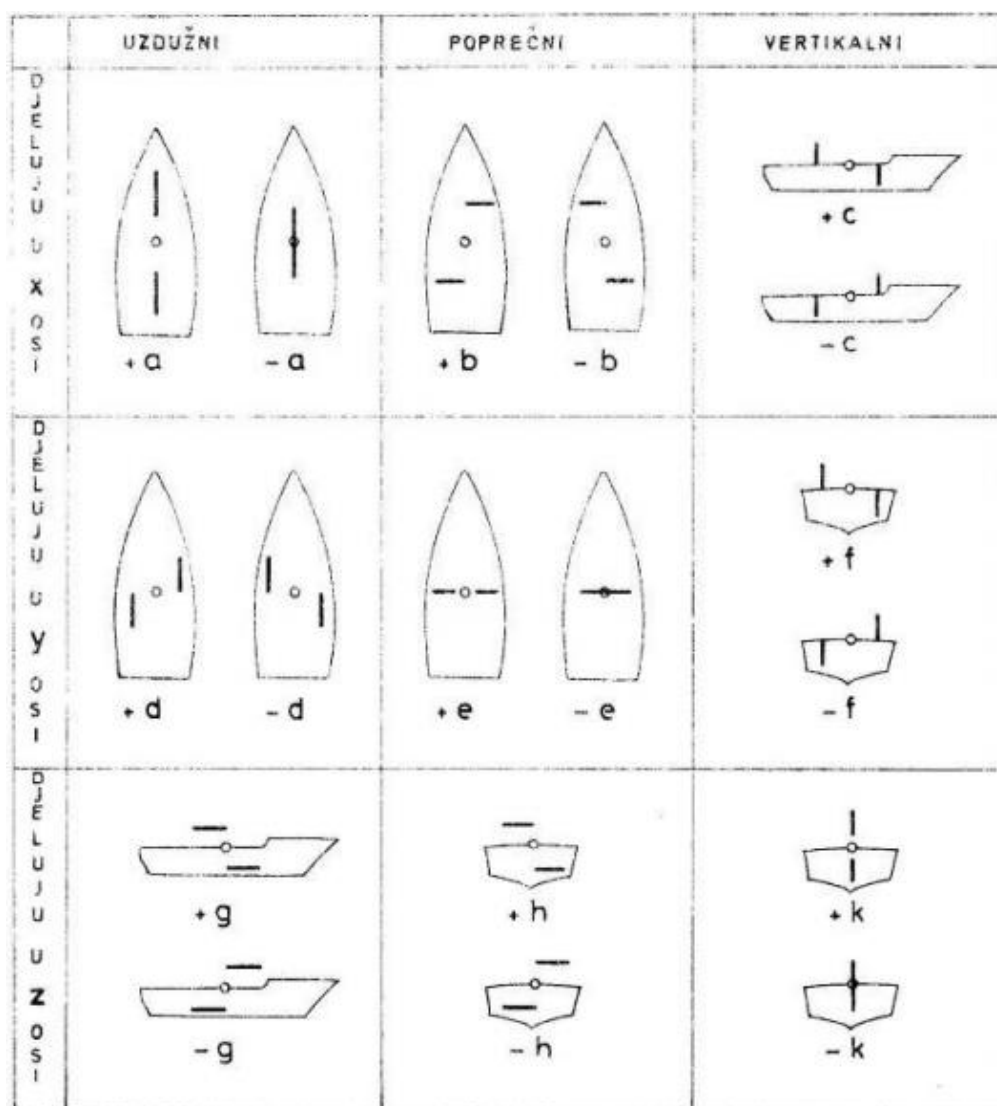 UZDUŽNI POPREČNI VERTIKALNI
DJELUJU U X OSI
+a -a +b -b +c
-c
DJELUJU U Y OSI
+d -d +e -e +f
-f
DJELUJU U Z OSI
+g +h +k
-g -h -k